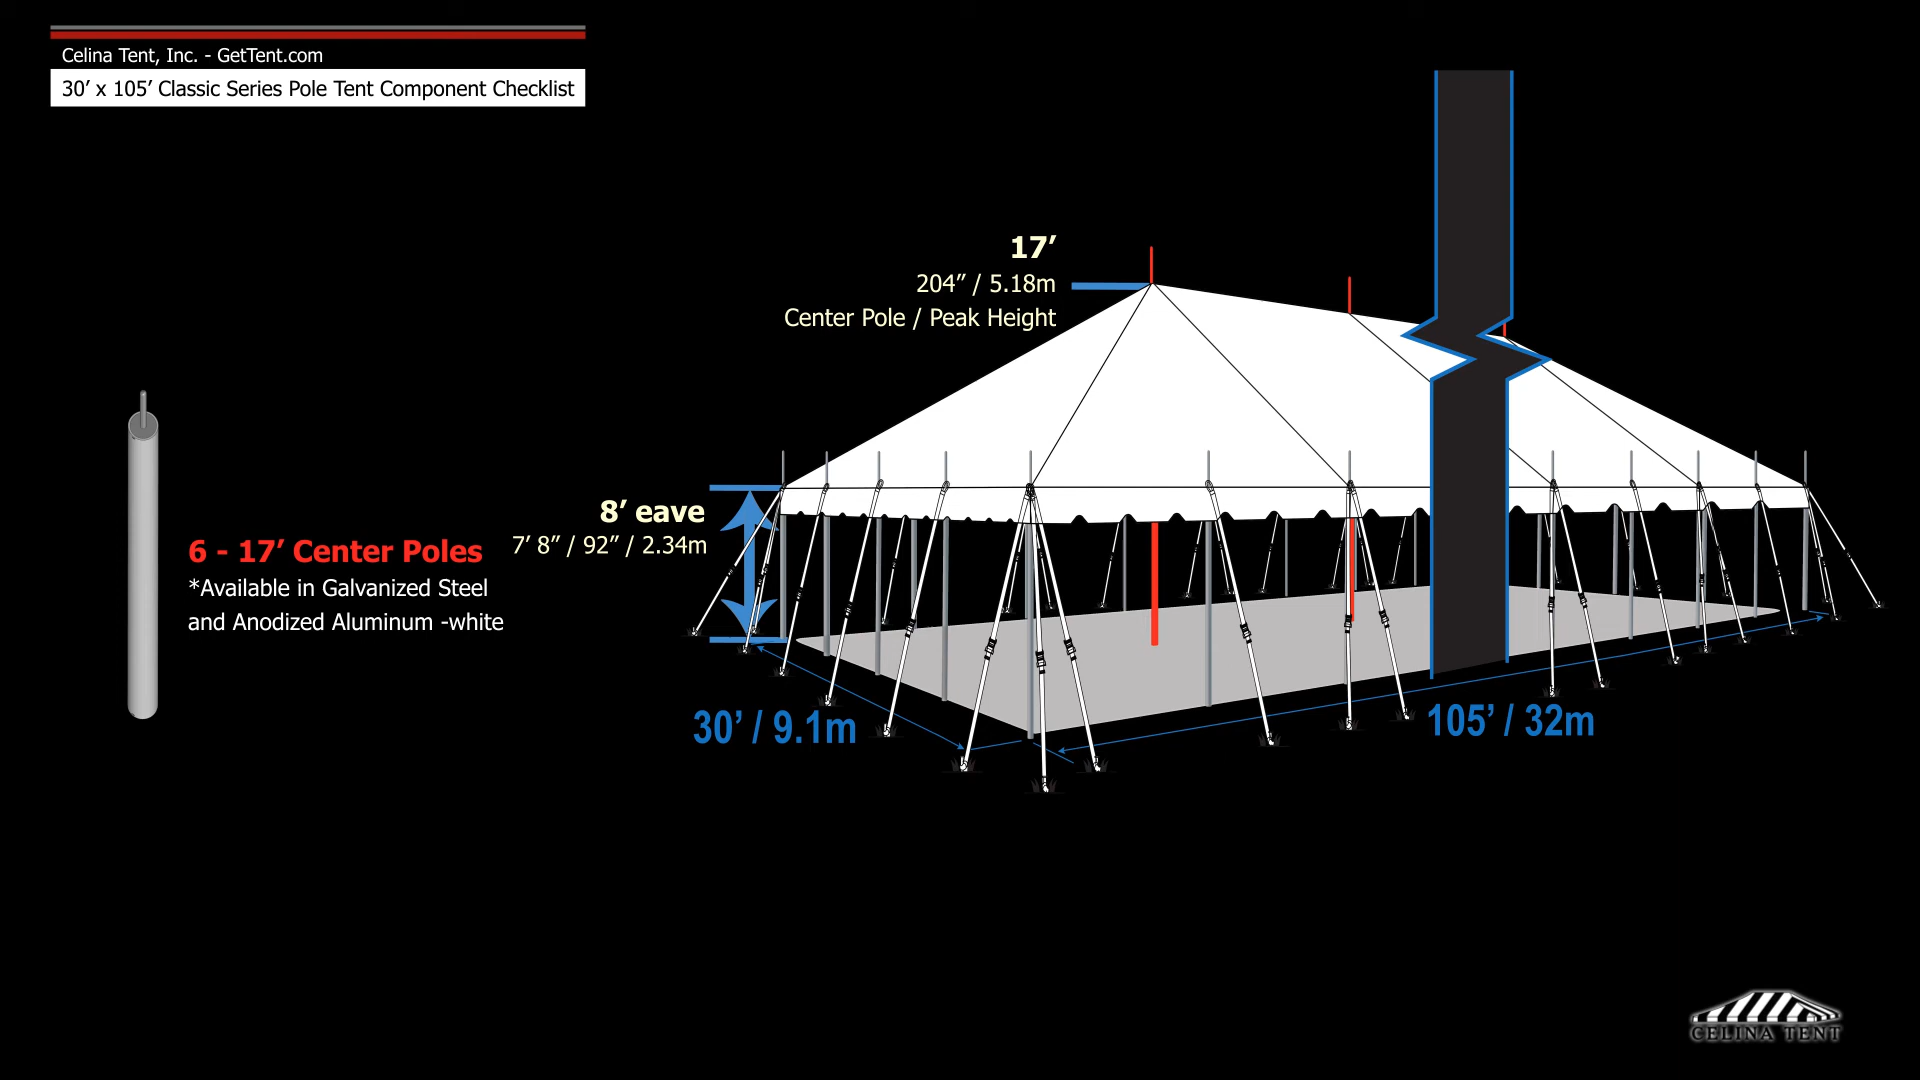 Celina Tent, Inc. - GetTent.com
30’ x 105’ Classic Series Pole Tent Component Checklist
17’
204” / 5.18m
Center Pole / Peak Height
8’ eave
7’ 8” / 92” / 2.34m
6 - 17’ Center Poles
*Available in Galvanized Steel
and Anodized Aluminum -white
30’ / 9.1m
105’ / 32m
CELINA TENT